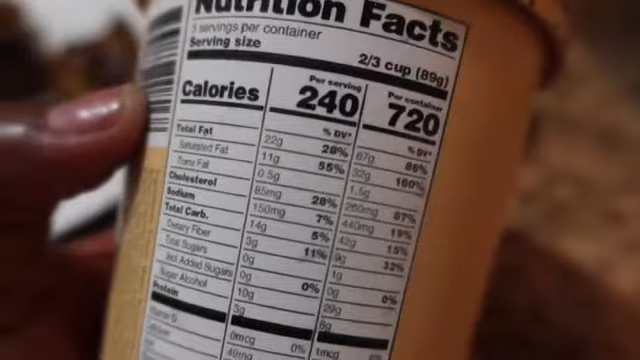 Nutrition Facts
3 servings per container
Serving size 2/3 cup (89g)
Per serving Per container
Calories 240 720
% DV* % DV*
Total Fat 22g 28% 67g 86%
Saturated Fat 11g 55% 32g 160%
Trans Fat 0.5g 1.5g
Cholesterol 85mg 28% 260mg 87%
Sodium 150mg 7% 440mg 19%
Total Carb. 14g 5% 42g 15%
Dietary Fiber 3g 11% 9g 32%
Total Sugars 0g 1g
Incl. Added Sugars 0g 0% 0g 0%
Sugar Alcohol 10g 29g
Protein 3g 8g
Vitamin D 0mcg 0% 1mcg